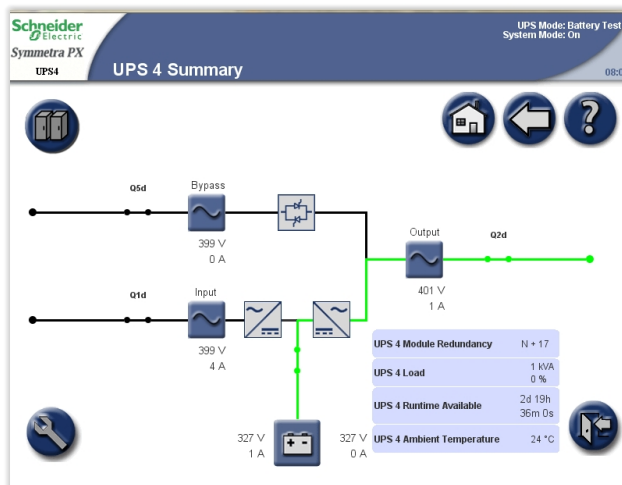 Schneider
Electric
Symmetra PX
UPS4
UPS 4 Summary
UPS Mode: Battery Test
System Mode: On
08:0
Q5d
Bypass
399 V
0 A
Output
Q2d
401 V
1 A
Q1d
Input
399 V
4 A
UPS 4 Module Redundancy N + 17
UPS 4 Load 1 kVA
0 %
UPS 4 Runtime Available 2d 19h
36m 0s
UPS 4 Ambient Temperature 24 °C
327 V
1 A
327 V
0 A